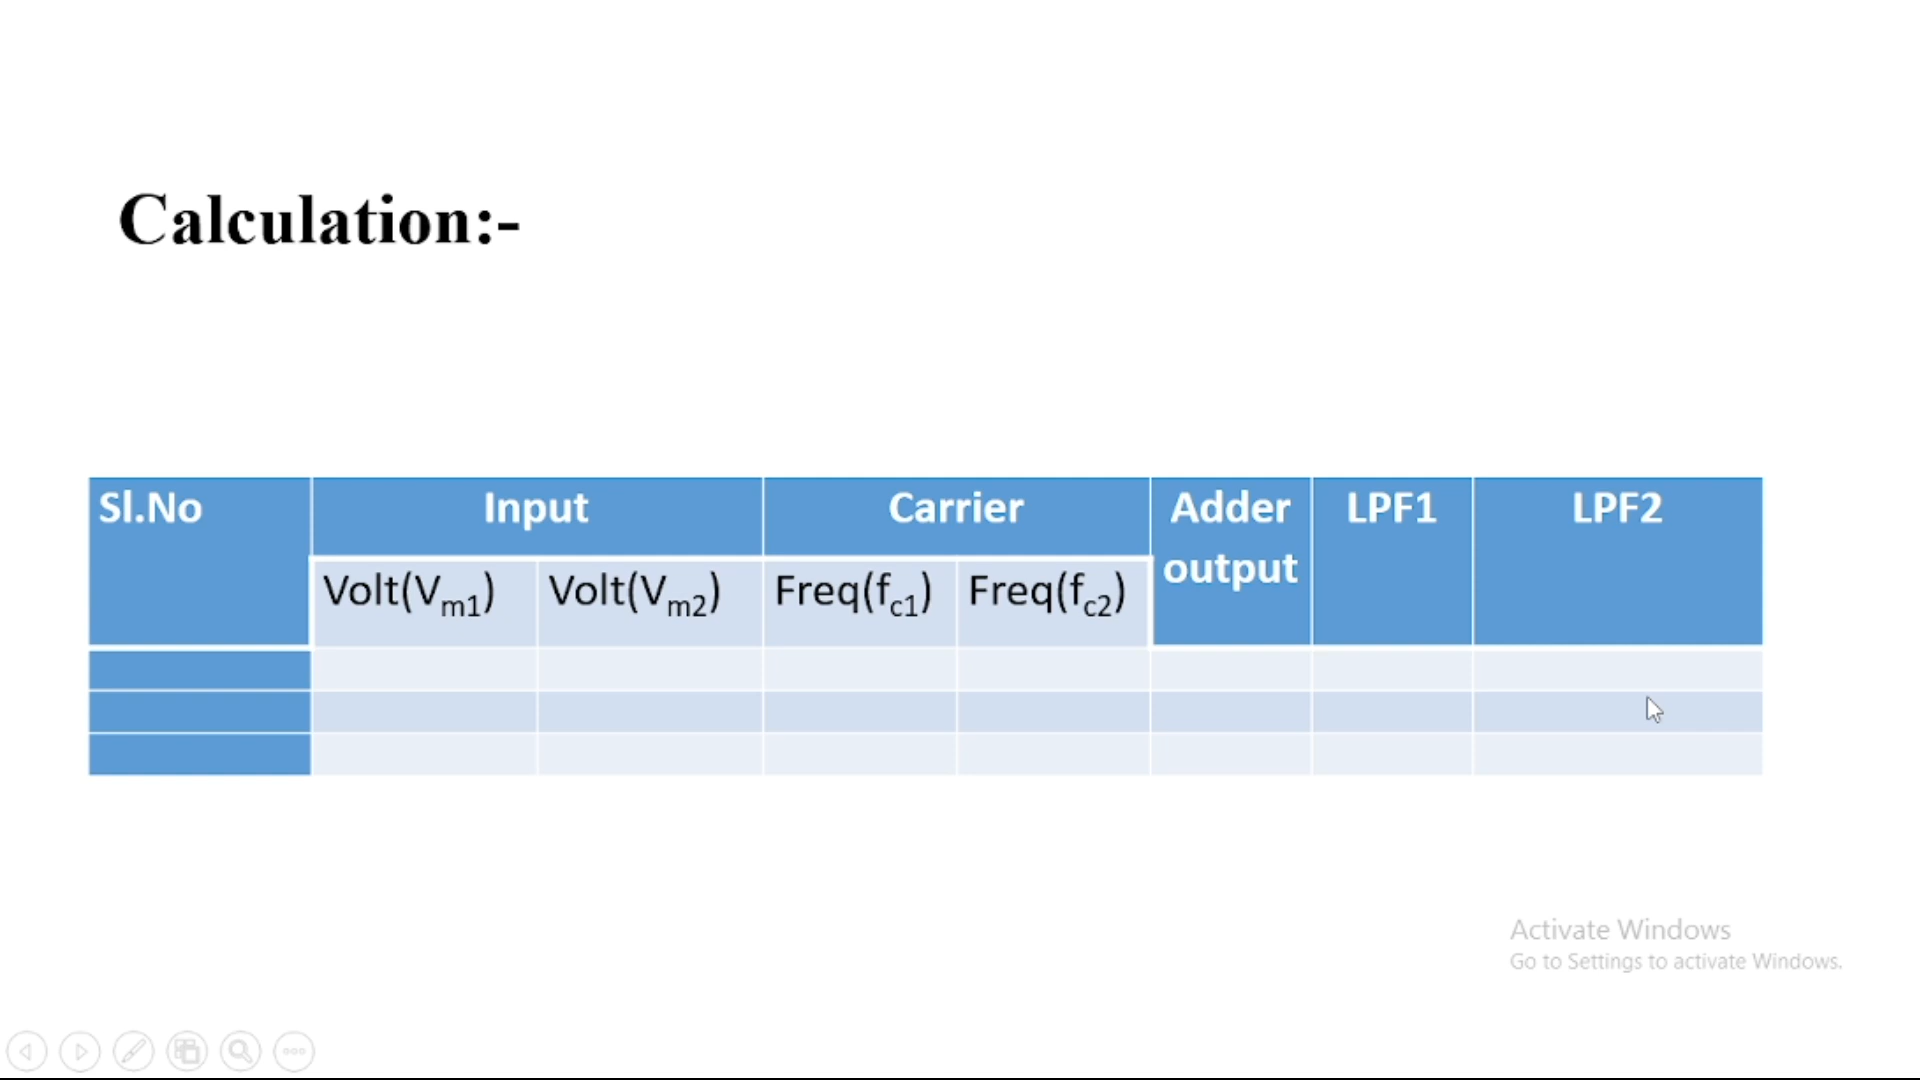 Calculation:-
Sl.No Input Carrier Adder output LPF1 LPF2
Volt(Vm1) Volt(Vm2) Freq(fc1) Freq(fc2)
Activate Windows
Go to Settings to activate Windows.